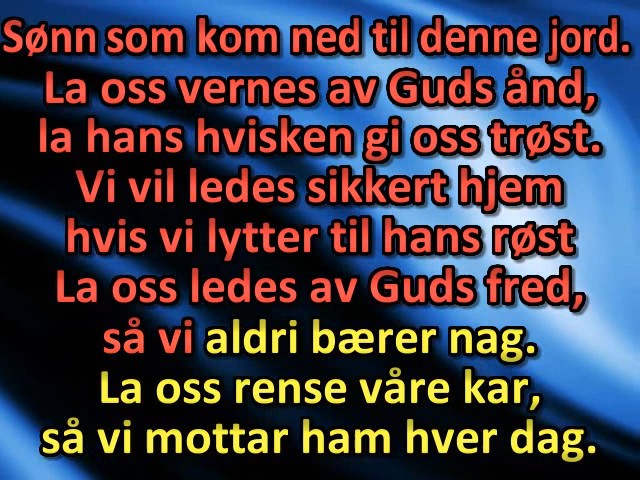 Sønn som kom ned til denne jord.
La oss vernes av Guds ånd,
la hans hvisken gi oss trøst.
Vi vil ledes sikkert hjem
hvis vi lytter til hans røst
La oss ledes av Guds fred,
så vi aldri bærer nag.
La oss rense våre kar,
så vi mottar ham hver dag.